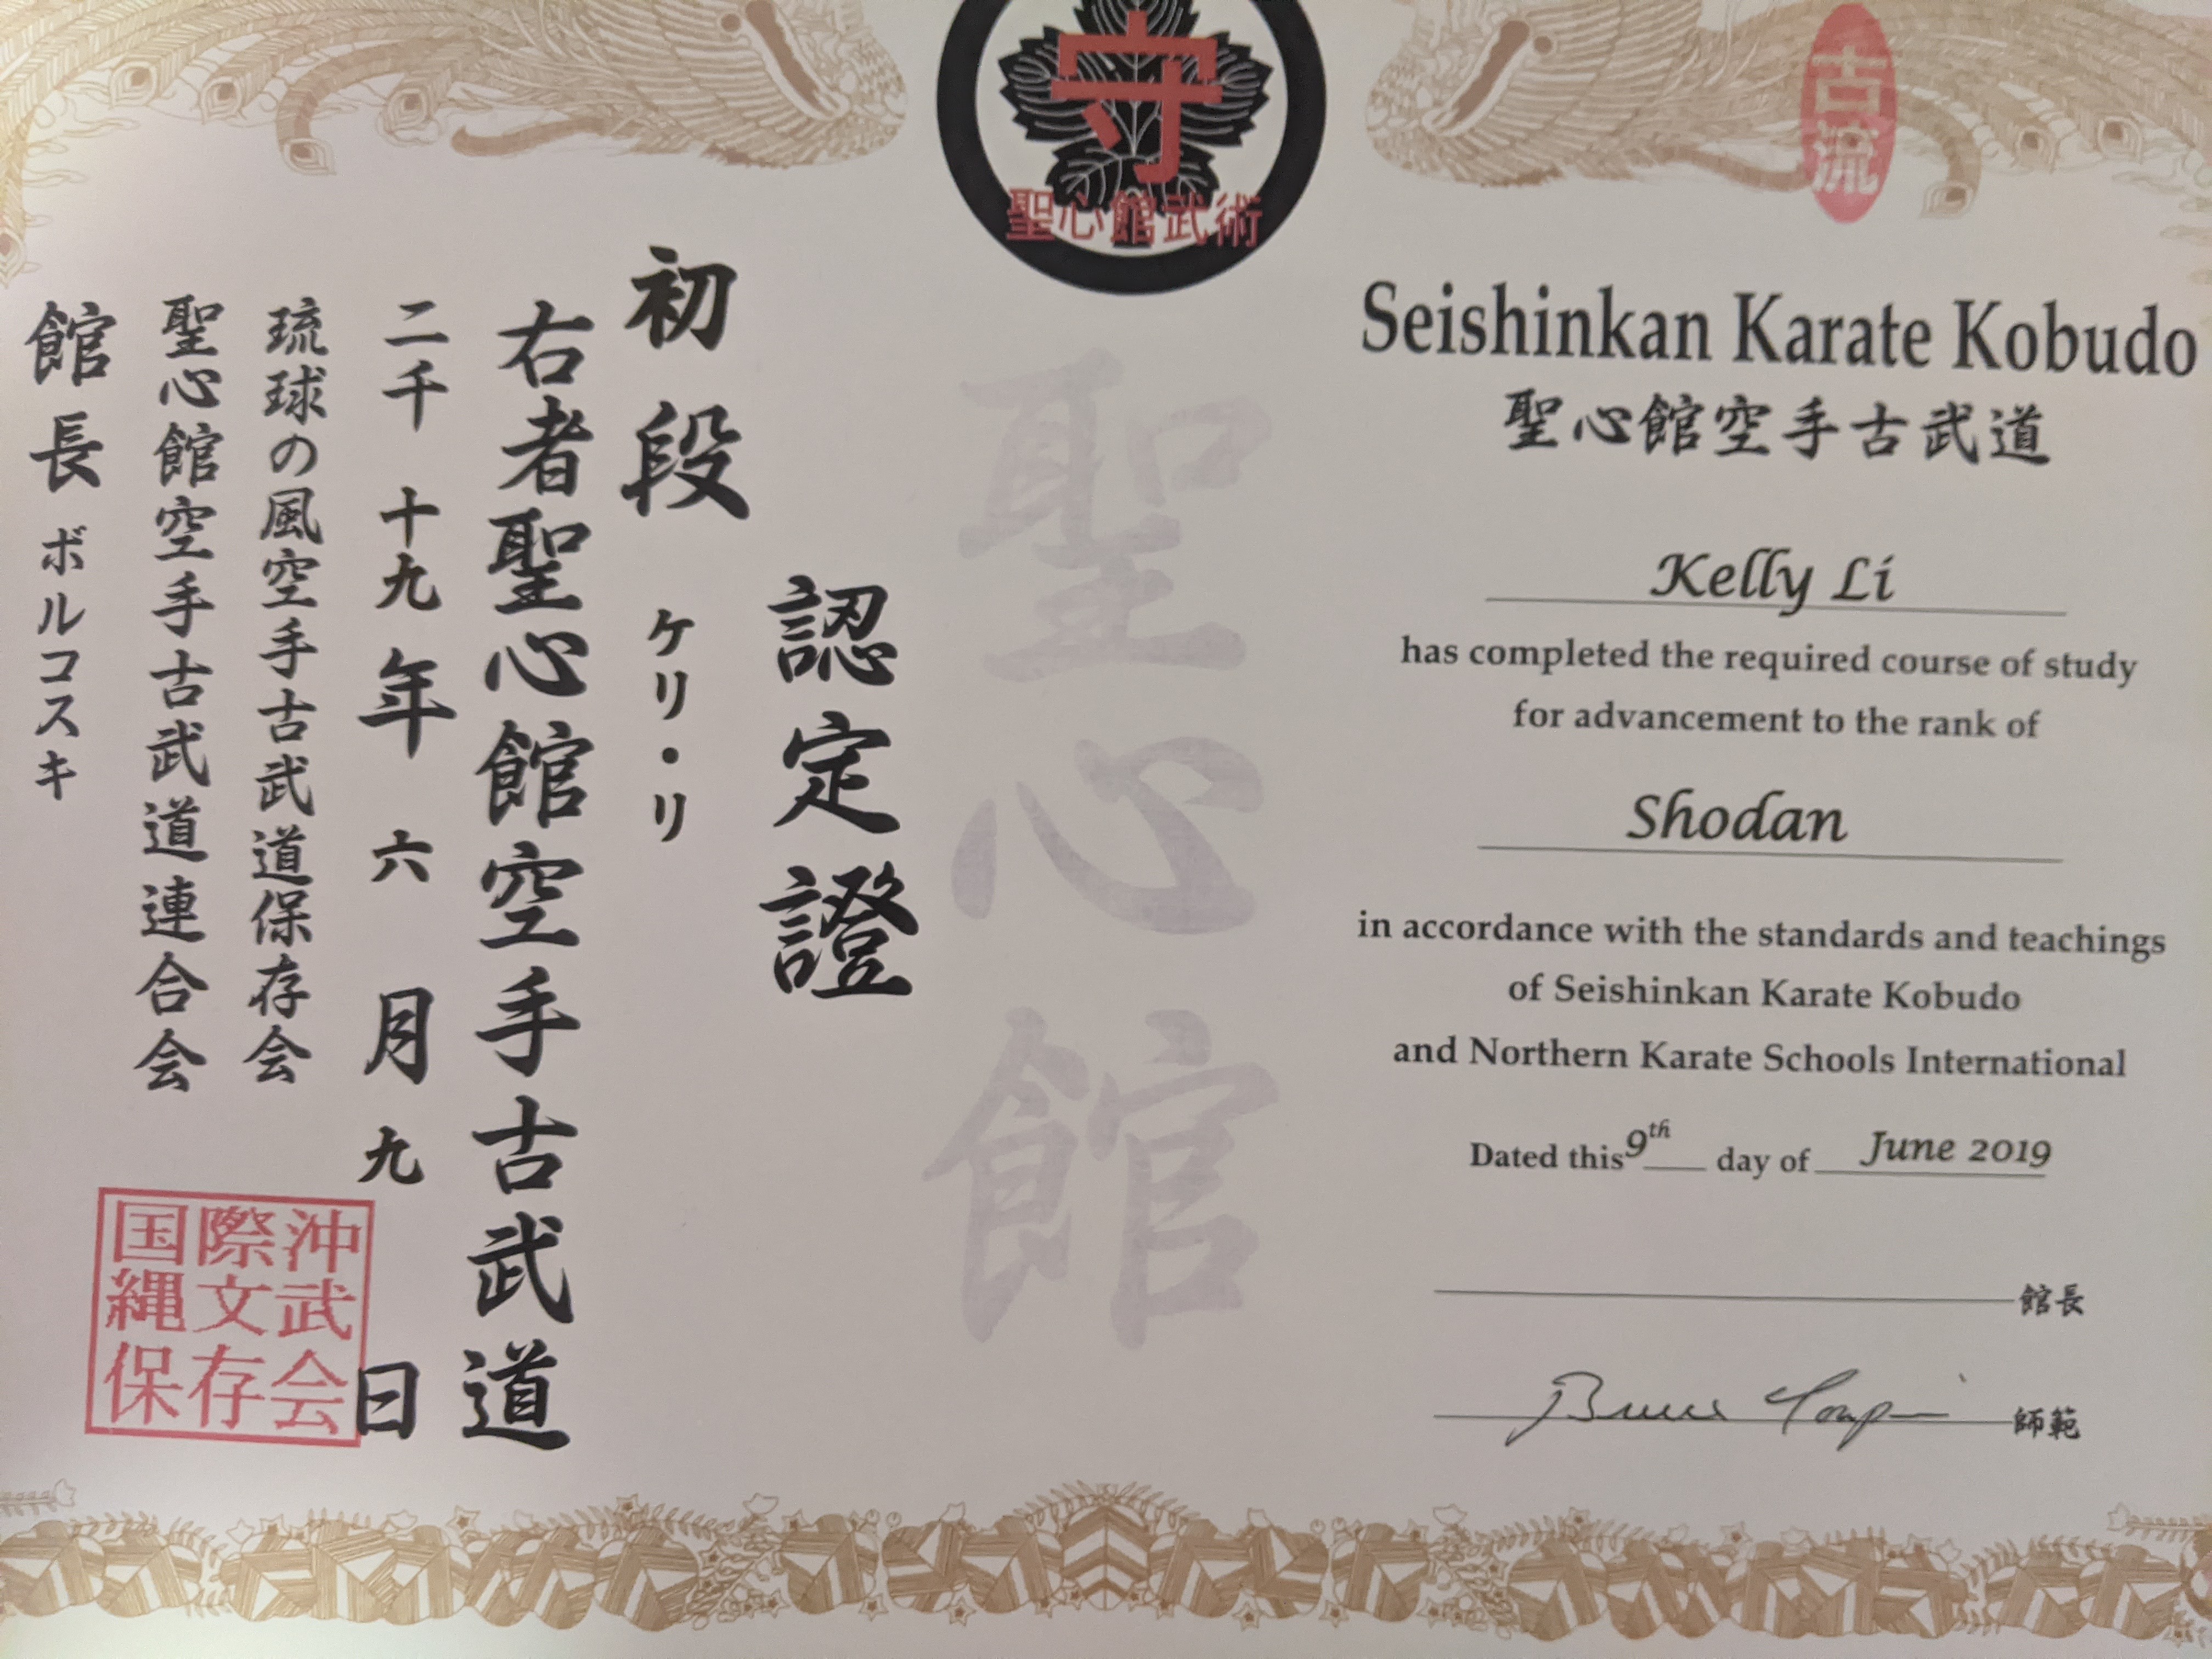 守
聖心館武術
古流
Seishinkan Karate Kobudo
聖心館空手古武道
Kelly Li
has completed the required course of study
for advancement to the rank of
Shodan
in accordance with the standards and teachings
of Seishinkan Karate Kobudo
and Northern Karate Schools International
Dated this 9th day of June 2019
館長
Bruce
師範
聖心館
認定證
初段 ケリ・リ
右者聖心館空手古武道
二千十九年六月九日
琉球の風空手古武道保存会
聖心館空手古武道連合会
館長 ボルコスキ
国際沖
縄文武
保存会